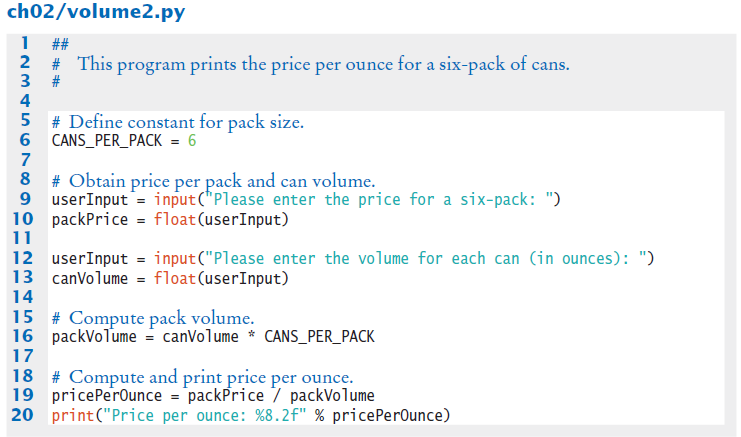 ch02/volume2.py
1 ##
2 # This program prints the price per ounce for a six-pack of cans.
3 #
4
5 # Define constant for pack size.
6 CANS_PER_PACK = 6
7
8 # Obtain price per pack and can volume.
9 userInput = input("Please enter the price for a six-pack: ")
10 packPrice = float(userInput)
11
12 userInput = input("Please enter the volume for each can (in ounces): ")
13 canVolume = float(userInput)
14
15 # Compute pack volume.
16 packVolume = canVolume * CANS_PER_PACK
17
18 # Compute and print price per ounce.
19 pricePerOunce = packPrice / packVolume
20 print("Price per ounce: %8.2f" % pricePerOunce)